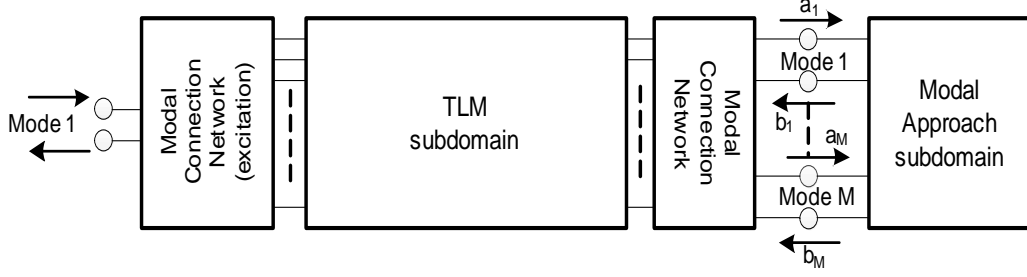 Mode 1
Modal
Connection
Network
(excitation)
TLM
subdomain
Modal
Connection
Network
a1
Mode 1
b1
aM
Mode M
bM
Modal
Approach
subdomain